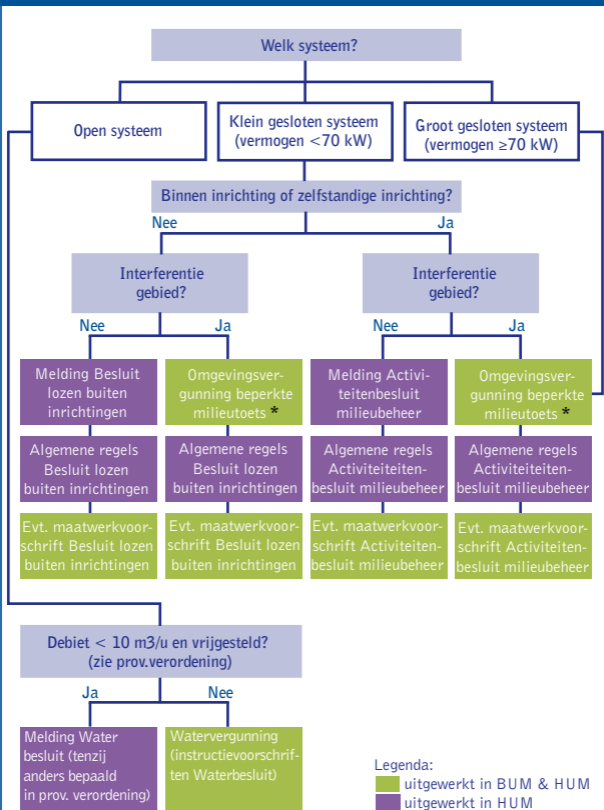 Welk systeem?
Open systeem
Klein gesloten systeem
(vermogen <70 kW)
Groot gesloten systeem
(vermogen ≥70 kW)
Binnen inrichting of zelfstandige inrichting?
Nee
Ja
Interferentie
gebied?
Interferentie
gebied?
Nee
Ja
Nee
Ja
Melding Besluit
lozen buiten
inrichtingen
Omgevingsver-
gunning beperkte
milieutoets *
Melding Activi-
teitenbesluit
milieubeheer
Omgevingsver-
gunning beperkte
milieutoets *
Algemene regels
Besluit lozen
buiten inrichtingen
Algemene regels
Besluit lozen
buiten inrichtingen
Algemene regels
Activiteiteiten-
besluit milieubeheer
Algemene regels
Activiteiteiten-
besluit milieubeheer
Evt. maatwerkvoor-
schrift Besluit lozen
buiten inrichtingen
Evt. maatwerkvoor-
schrift Besluit lozen
buiten inrichtingen
Evt. maatwerkvoor-
schrift Activiteiten-
besluit milieubeheer
Evt. maatwerkvoor-
schrift Activiteiten-
besluit milieubeheer
Debiet < 10 m3/u en vrijgesteld?
(zie prov.verordening)
Ja
Nee
Melding Water
besluit (tenzij
anders bepaald
in prov. verordening)
Watervergunning
(instructievoorschrif-
ten Waterbesluit)
Legenda:
uitgewerkt in BUM & HUM
uitgewerkt in HUM